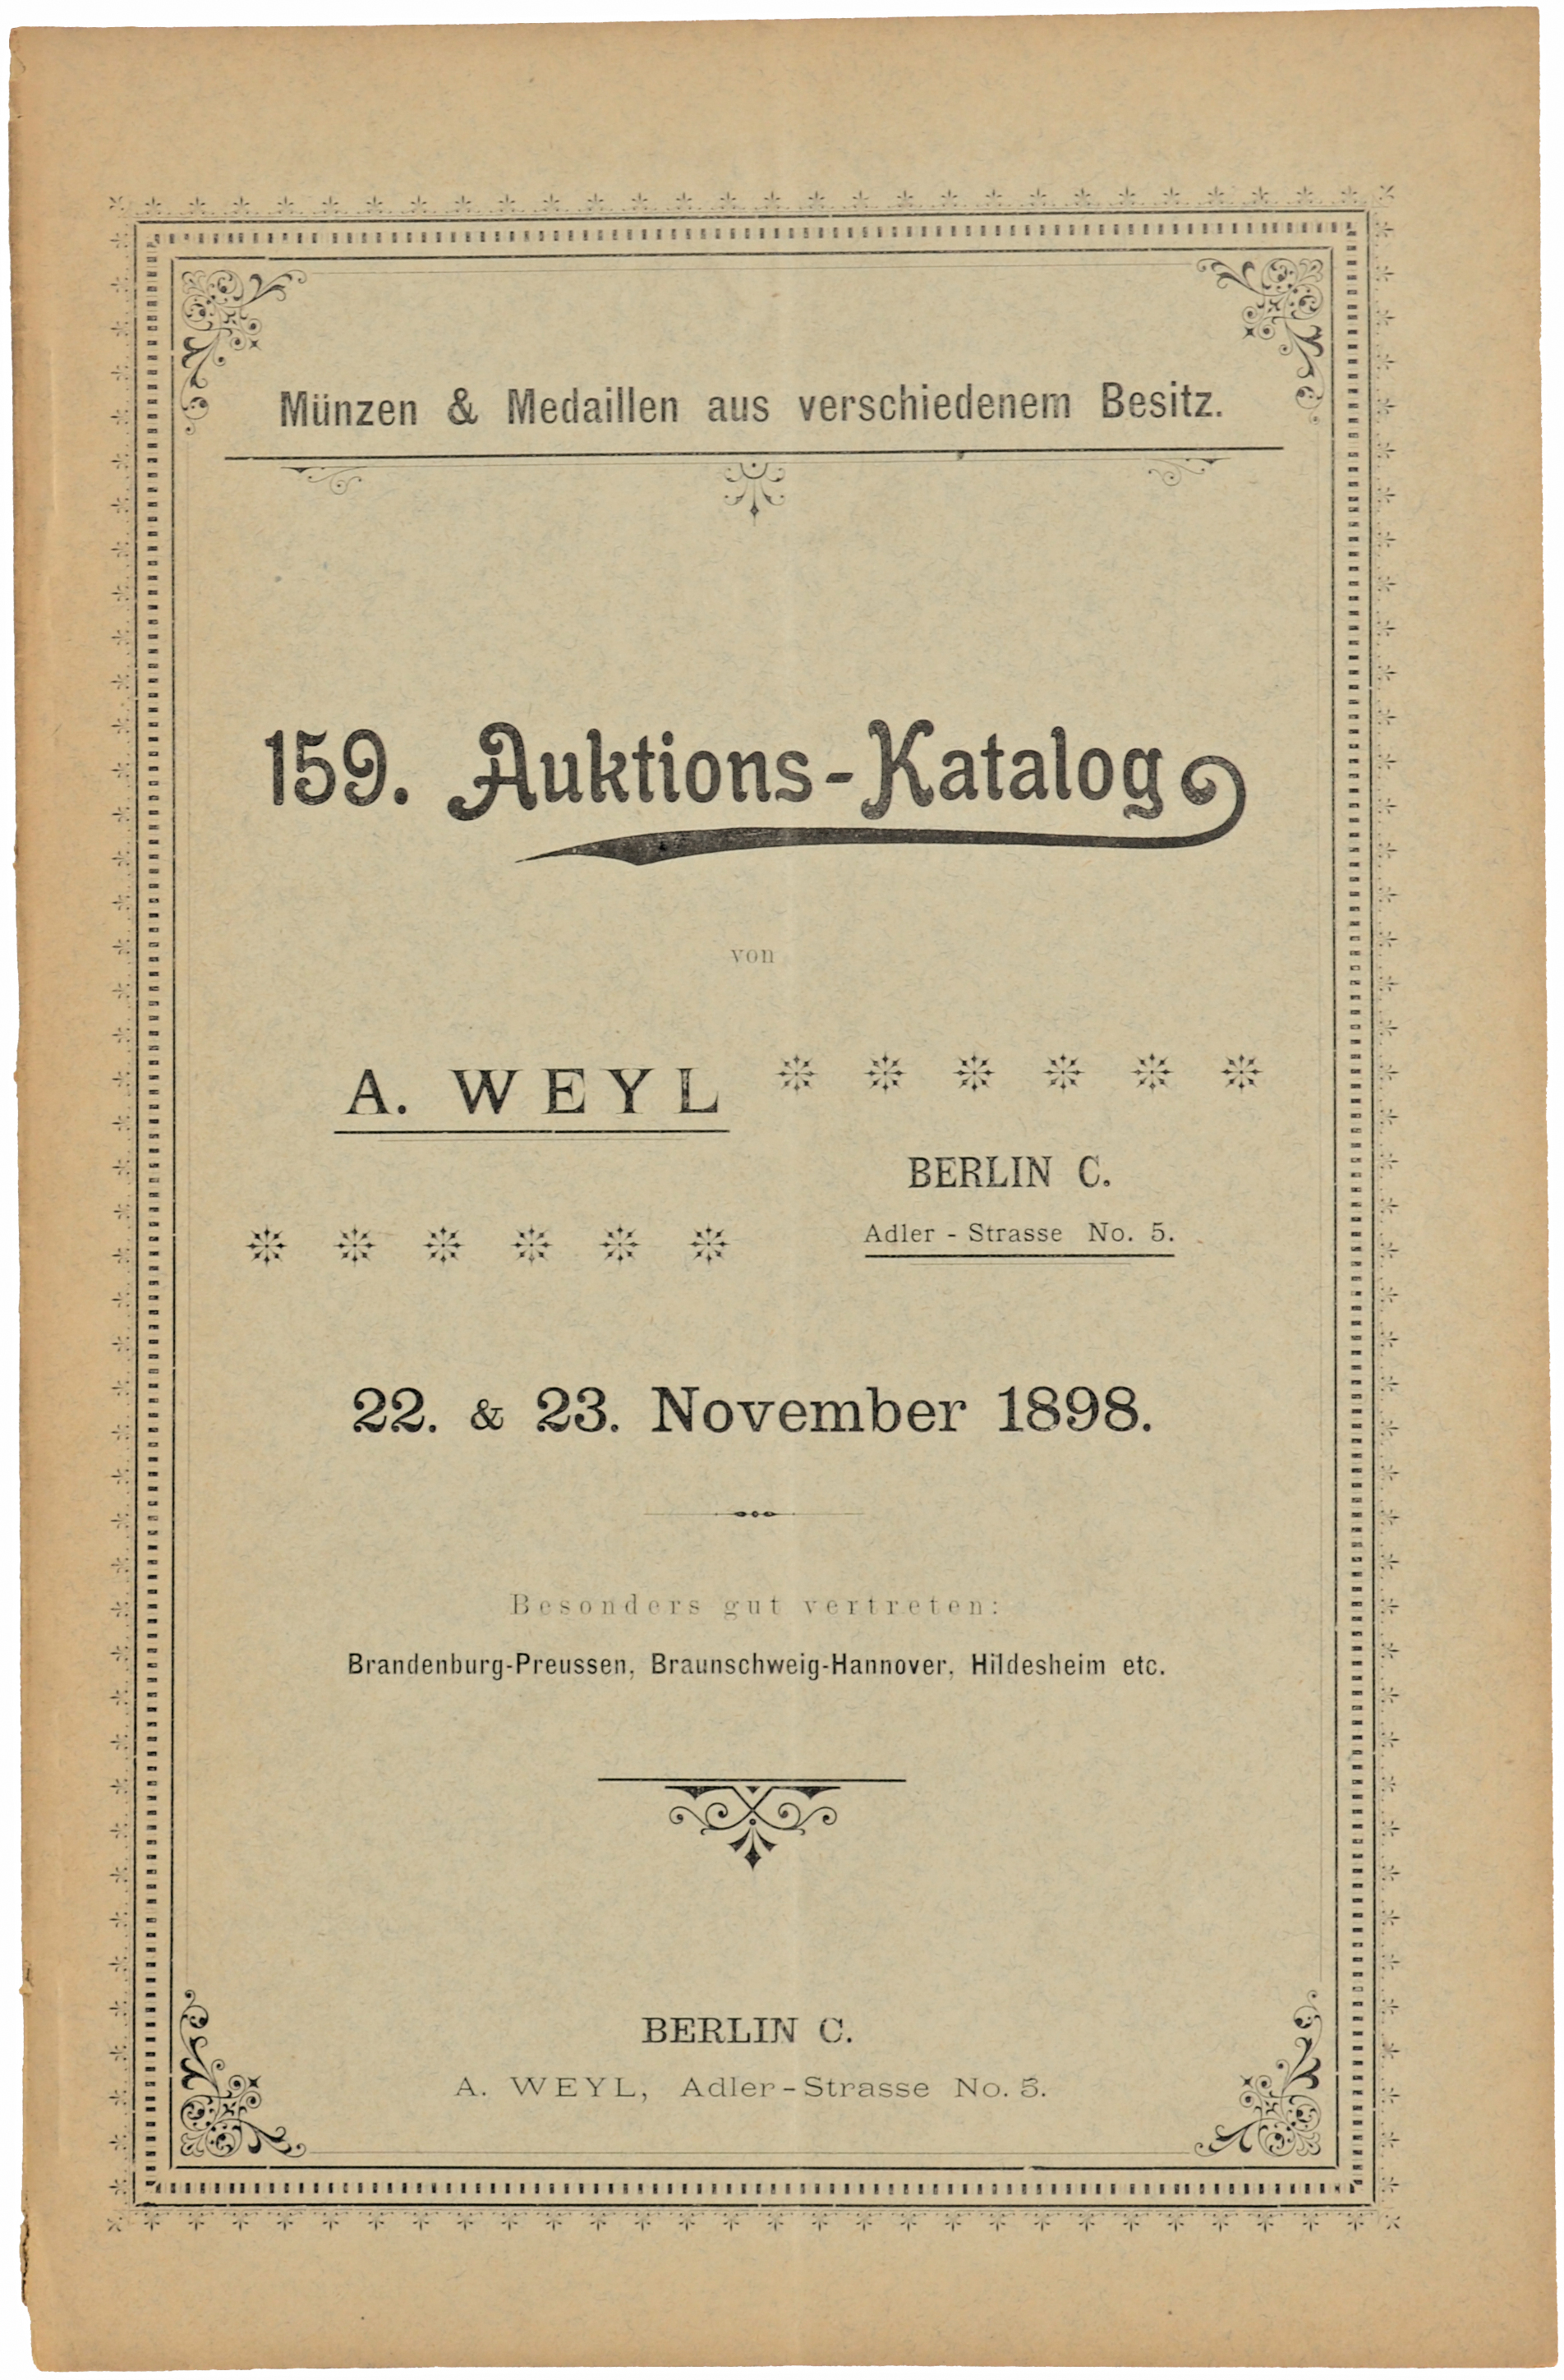 Münzen & Medaillen aus verschiedenem Besitz.
159. Auktions-Katalog
von
A. WEYL
BERLIN C.
Adler - Strasse No. 5.
22. & 23. November 1898.
Besonders gut vertreten:
Brandenburg-Preussen, Braunschweig-Hannover, Hildesheim etc.
BERLIN C.
A. WEYL, Adler-Strasse No. 5.